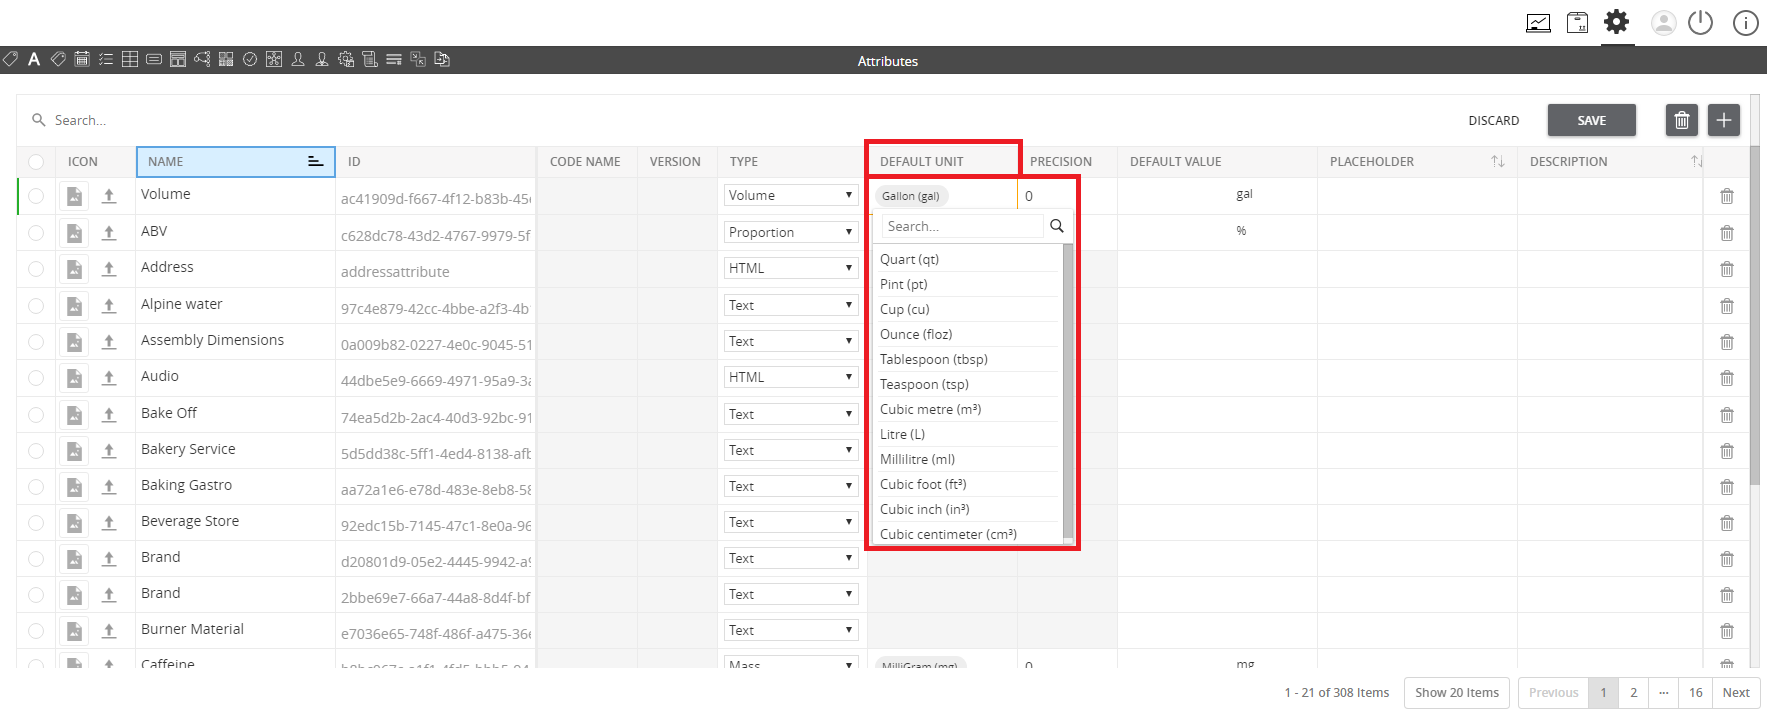 Attributes
Search...
DISCARD
SAVE
ICON NAME ID CODE NAME VERSION TYPE DEFAULT UNIT PRECISION DEFAULT VALUE PLACEHOLDER DESCRIPTION
Volume ac41909d-f667-4f12-b83b-45 Volume Gallon (gal) 0 gal
ABV c628dc78-43d2-4767-9979-5f Proportion %
Address addressattribute HTML
Alpine water 97c4e879-42cc-4bbe-a2f3-4b Text
Assembly Dimensions 0a009b82-0227-4e0c-9045-51 Text
Audio 44dbe5e9-6669-4971-95a9-3a HTML
Bake Off 74ea5d2b-2ac4-40d3-92bc-91 Text
Bakery Service 5d5dd38c-5ff1-4ed4-8138-afb Text
Baking Gastro aa72a1e6-e78d-483e-8eb8-58 Text
Beverage Store 92edc15b-7145-47c1-8e0a-96 Text
Brand d20801d9-05e2-4445-9942-a9 Text
Brand 2bbe69e7-66a7-44a8-8d4f-bf Text
Burner Material e7036e65-748f-486f-a475-36e Text
Caffeine Mass MilliGram (mg) 0 mg
Search...
Quart (qt)
Pint (pt)
Cup (cu)
Ounce (floz)
Tablespoon (tbsp)
Teaspoon (tsp)
Cubic metre (m³)
Litre (L)
Millilitre (ml)
Cubic foot (ft³)
Cubic inch (in³)
Cubic centimeter (cm³)
1 - 21 of 308 Items
Show 20 Items
Previous 1 2 ... 16 Next